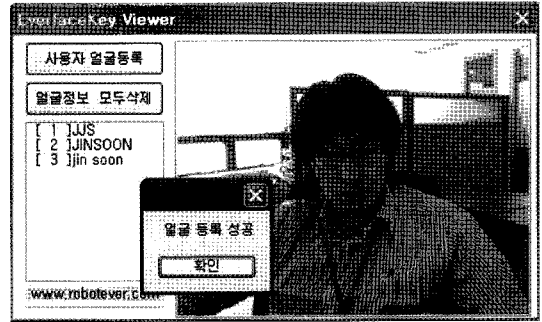 EverfaceKey Viewer
사용자 얼굴등록
얼굴정보 모두삭제
[ 1 ]JJS
[ 2 ]JINSOON
[ 3 ]jin soon
얼굴 등록 성공
확인
www.robotever.com